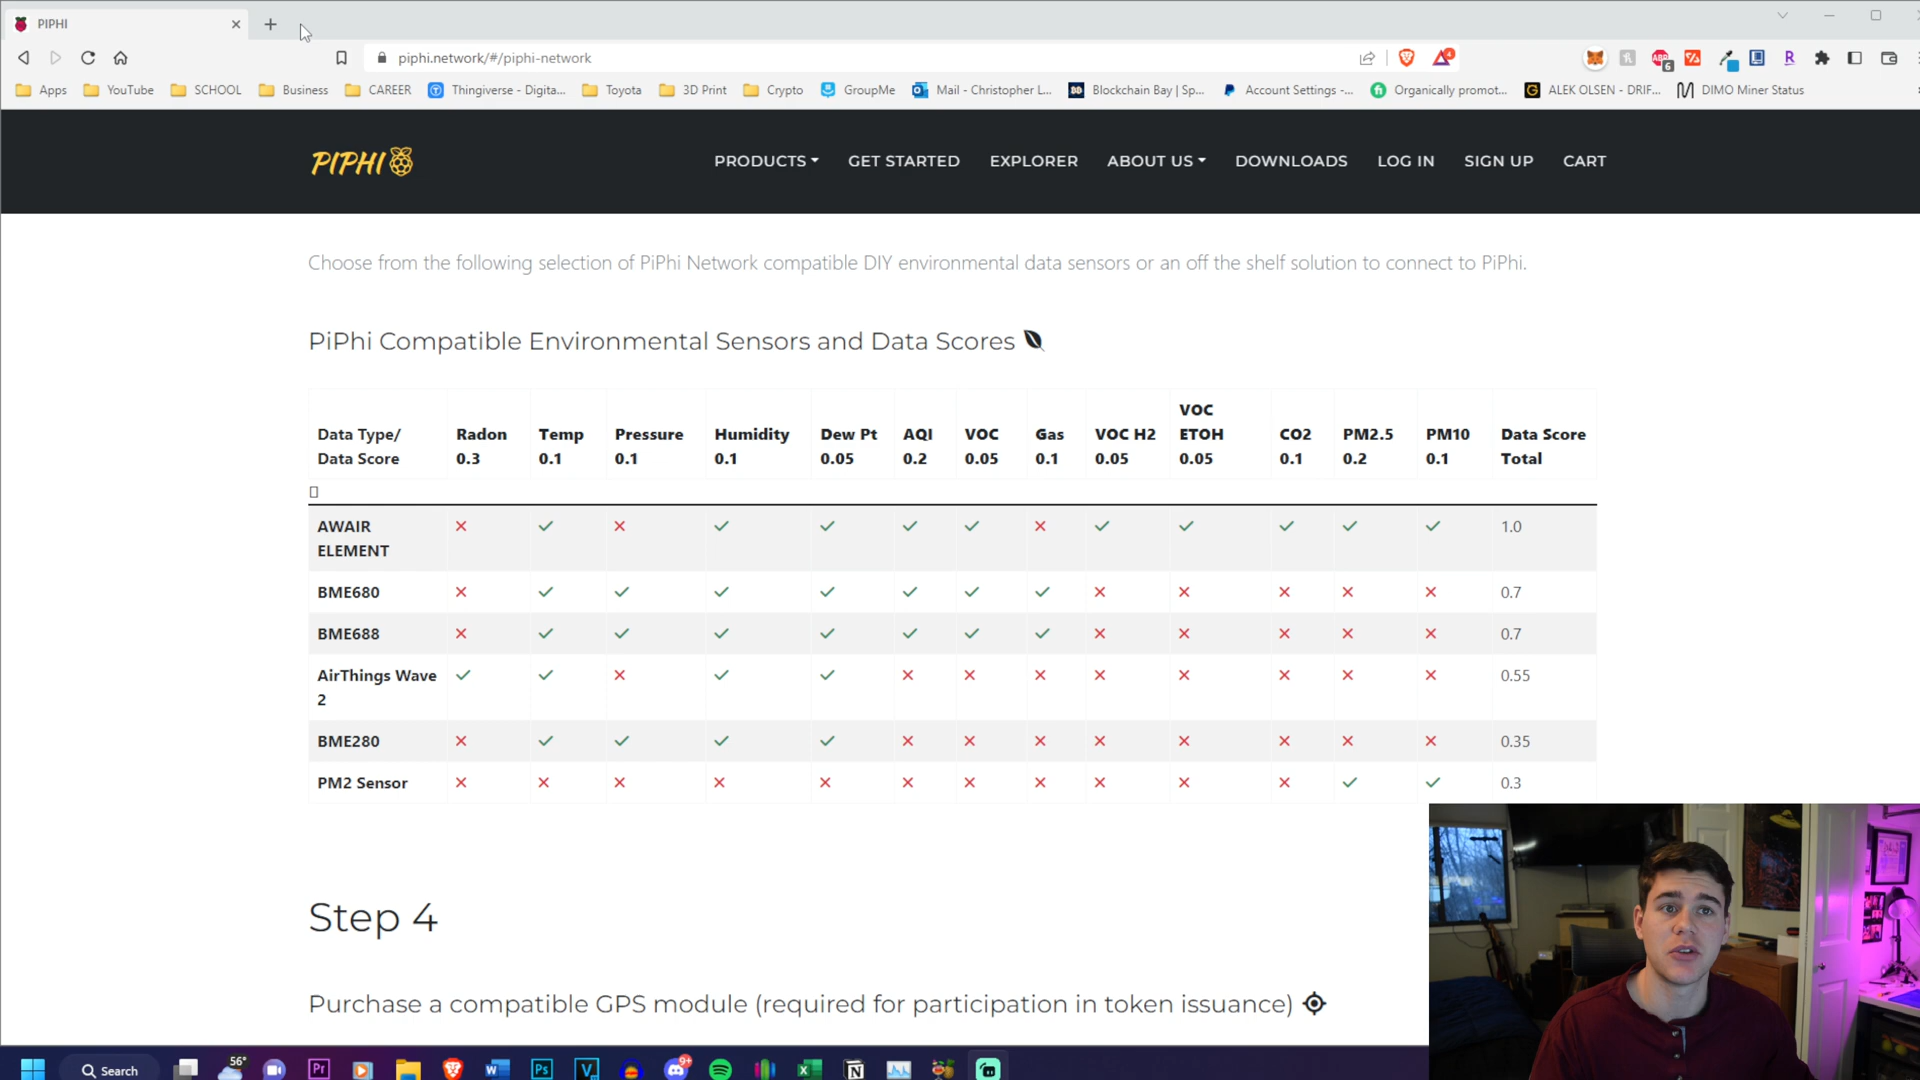 PIPHI
piphi.network/#/piphi-network
4
6
Apps YouTube SCHOOL Business CAREER Thingiverse - Digita... Toyota 3D Print Crypto GroupMe Mail - Christopher L... Blockchain Bay | Sp... Account Settings -... Organically promot... ALEK OLSEN - DRIF... DIMO Miner Status
PIPHI PRODUCTS GET STARTED EXPLORER ABOUT US DOWNLOADS LOG IN SIGN UP CART
Choose from the following selection of PiPhi Network compatible DIY environmental data sensors or an off the shelf solution to connect to PiPhi.
PiPhi Compatible Environmental Sensors and Data Scores
Data Type/ Data Score Radon 0.3 Temp 0.1 Pressure 0.1 Humidity 0.1 Dew Pt 0.05 AQI 0.2 VOC 0.05 Gas 0.1 VOC H2 0.05 VOC ETOH 0.05 CO2 0.1 PM2.5 0.2 PM10 0.1 Data Score Total
AWAIR ELEMENT 1.0
BME680 0.7
BME688 0.7
AirThings Wave 2 0.55
BME280 0.35
PM2 Sensor 0.3
Step 4
Purchase a compatible GPS module (required for participation in token issuance)
Search 56° Pr W Ps V 9+ X N